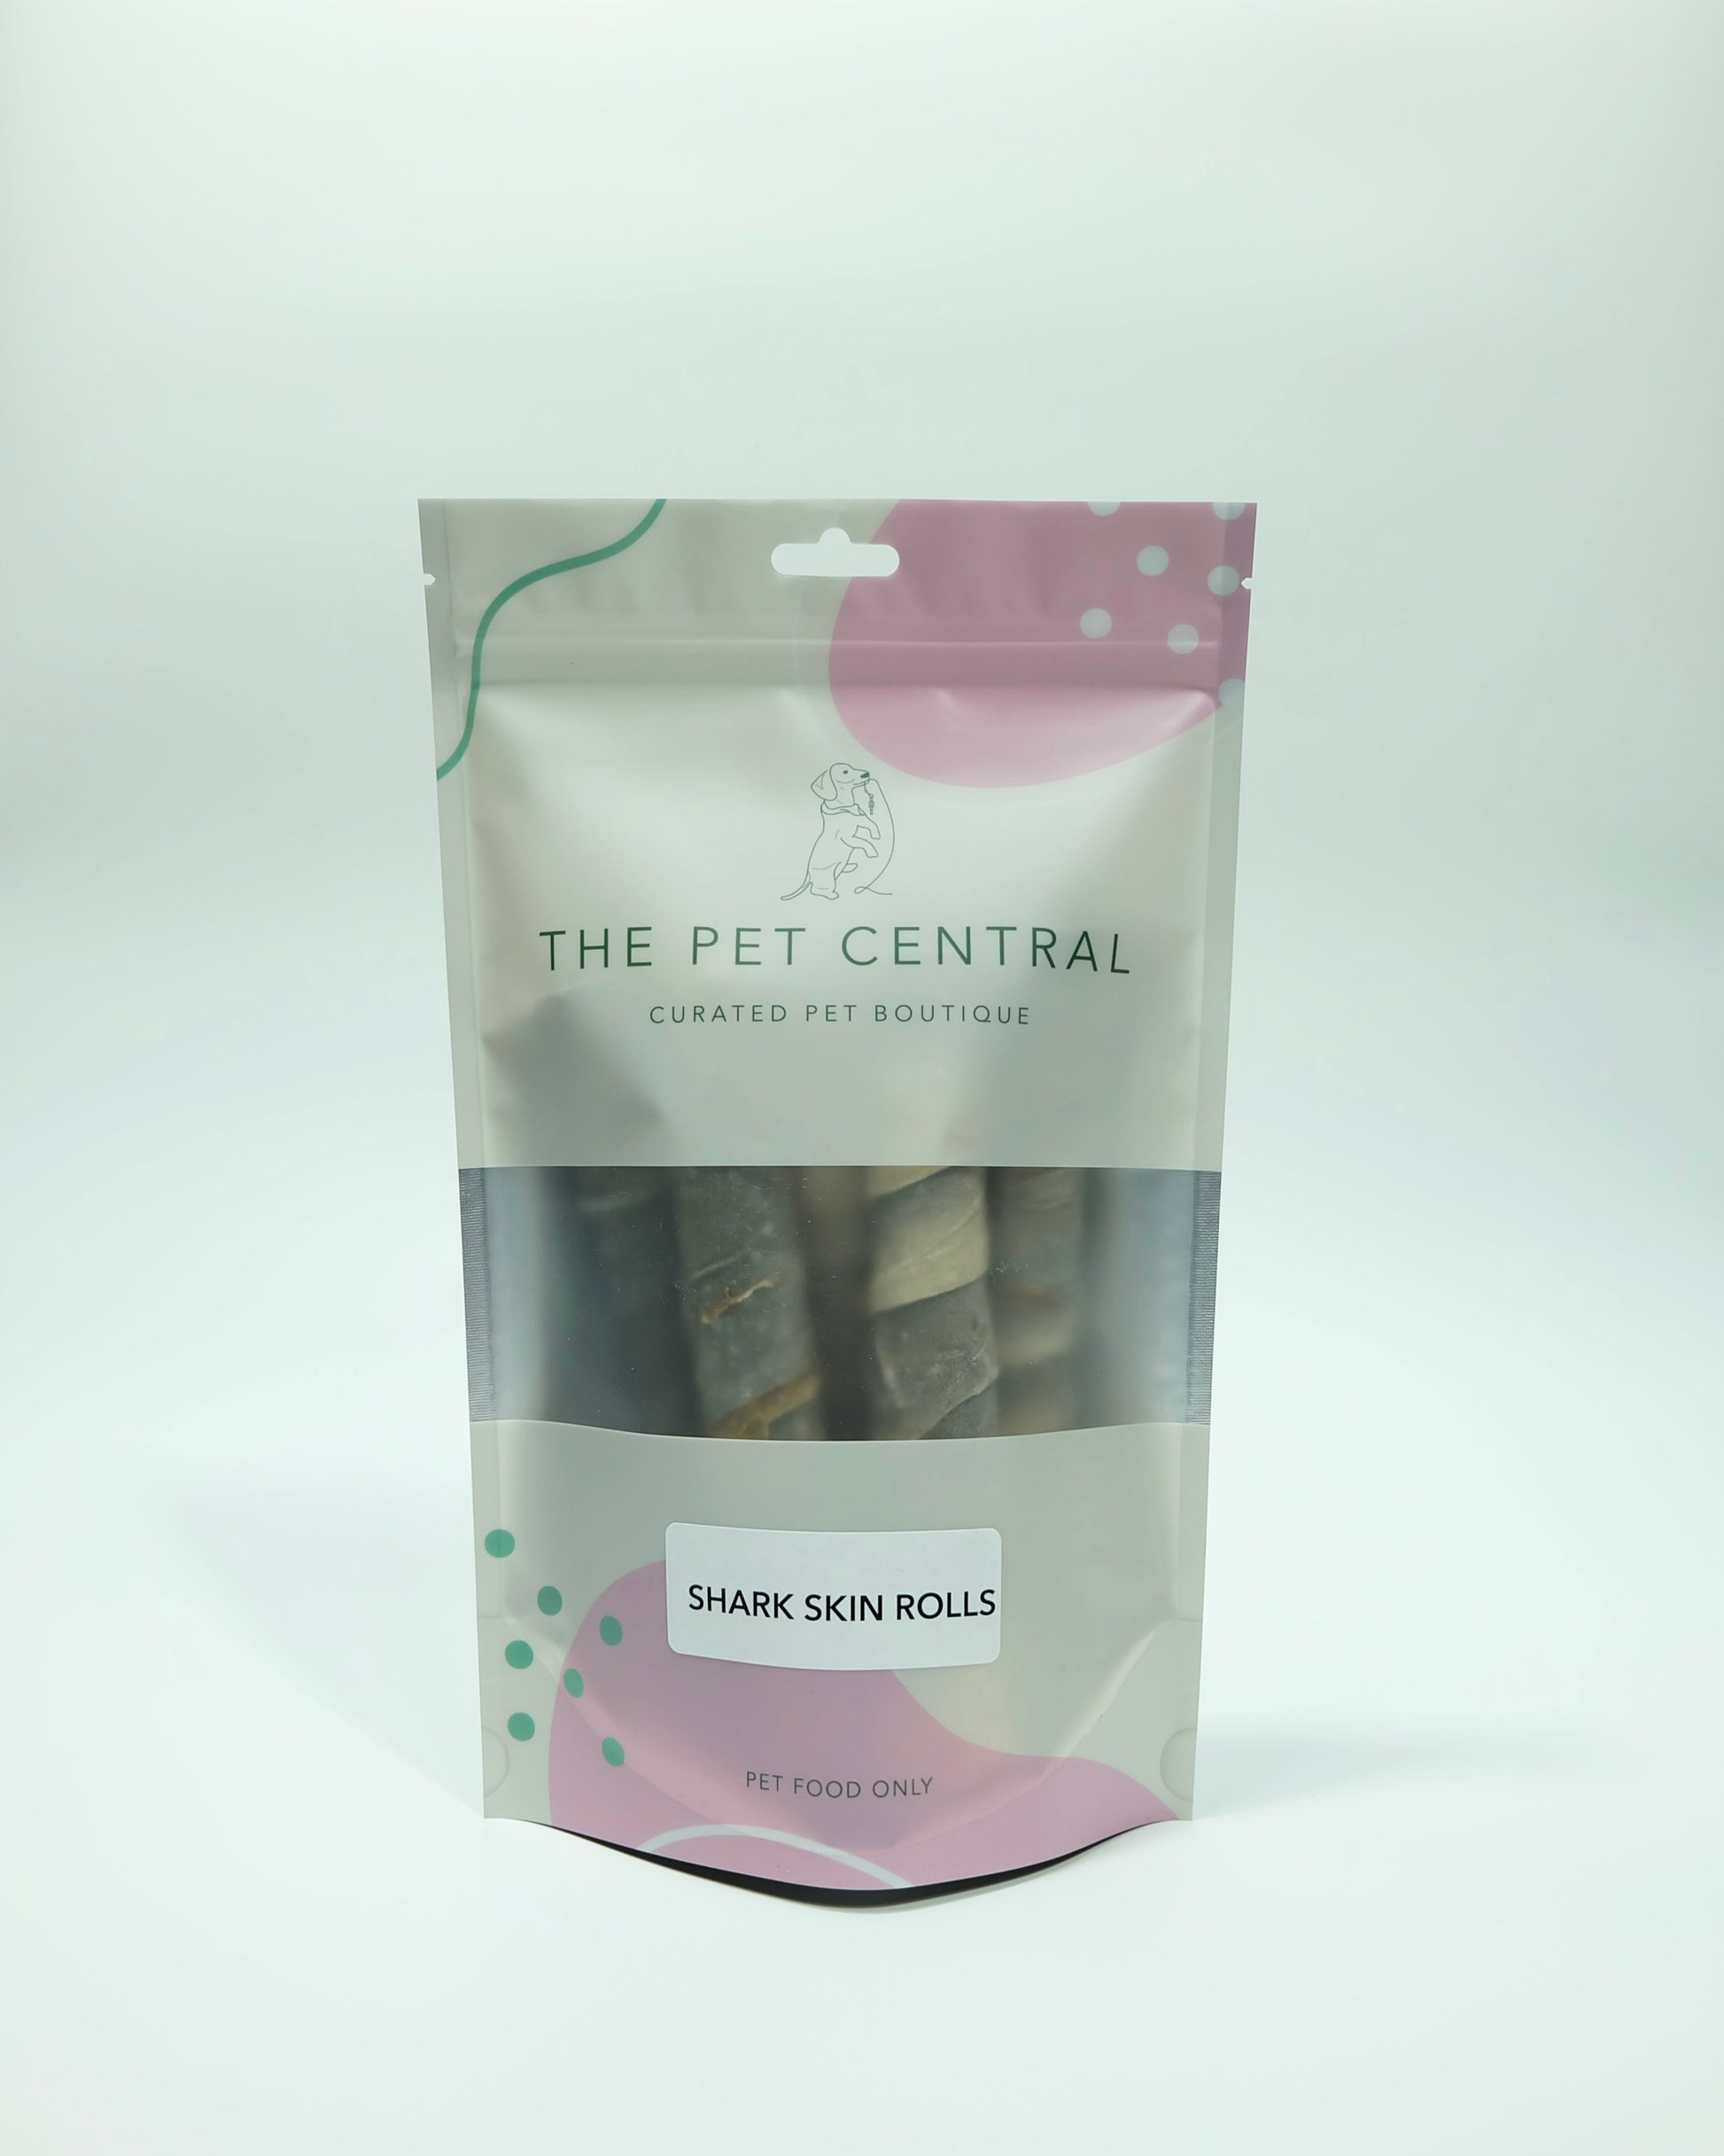 THE PET CENTRAL
CURATED PET BOUTIQUE
SHARK SKIN ROLLS
PET FOOD ONLY